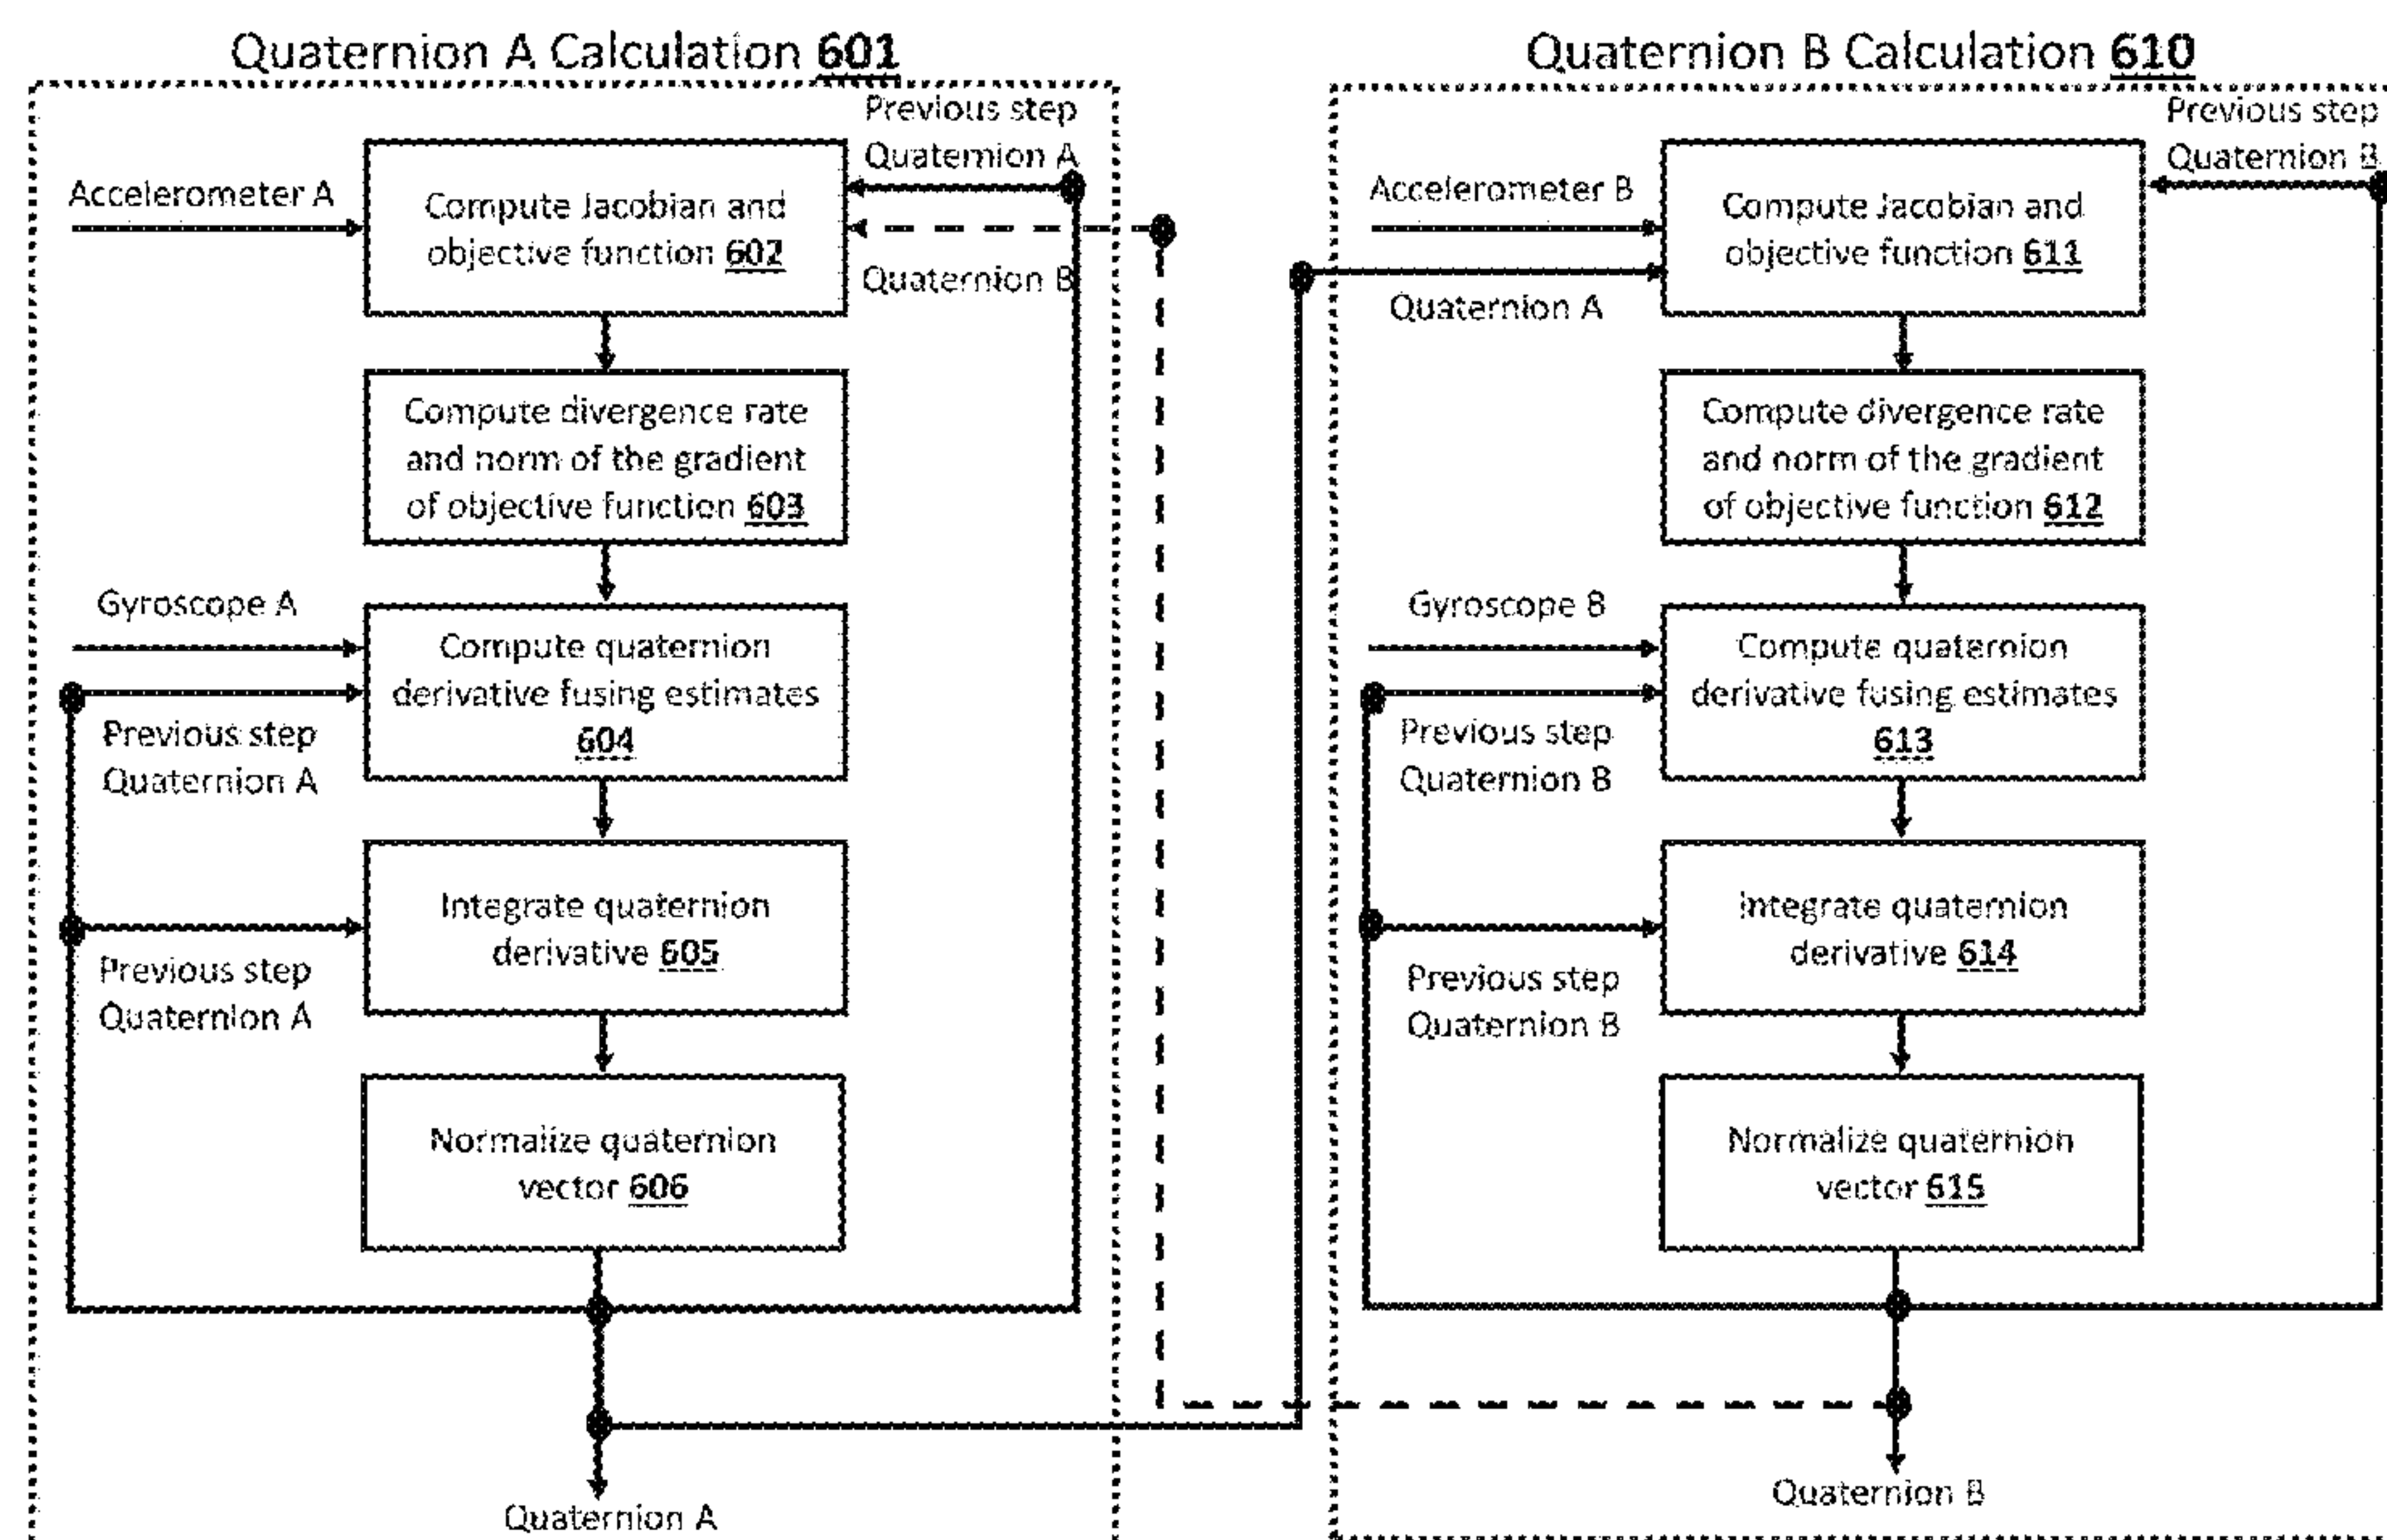 Quaternion A Calculation 601
Previous step
Quaternion A
Accelerometer A
Compute Jacobian and
objective function 602
Quaternion B
Compute divergence rate
and norm of the gradient
of objective function 603
Gyroscope A
Compute quaternion
derivative fusing estimates
604
Previous step
Quaternion A
Integrate quaternion
derivative 605
Previous step
Quaternion A
Normalize quaternion
vector 606
Quaternion A
Quaternion B Calculation 610
Previous step
Quaternion B
Accelerometer B
Compute Jacobian and
objective function 611
Quaternion A
Compute divergence rate
and norm of the gradient
of objective function 612
Gyroscope B
Compute quaternion
derivative fusing estimates
613
Previous step
Quaternion B
Integrate quaternion
derivative 614
Previous step
Quaternion B
Normalize quaternion
vector 615
Quaternion B